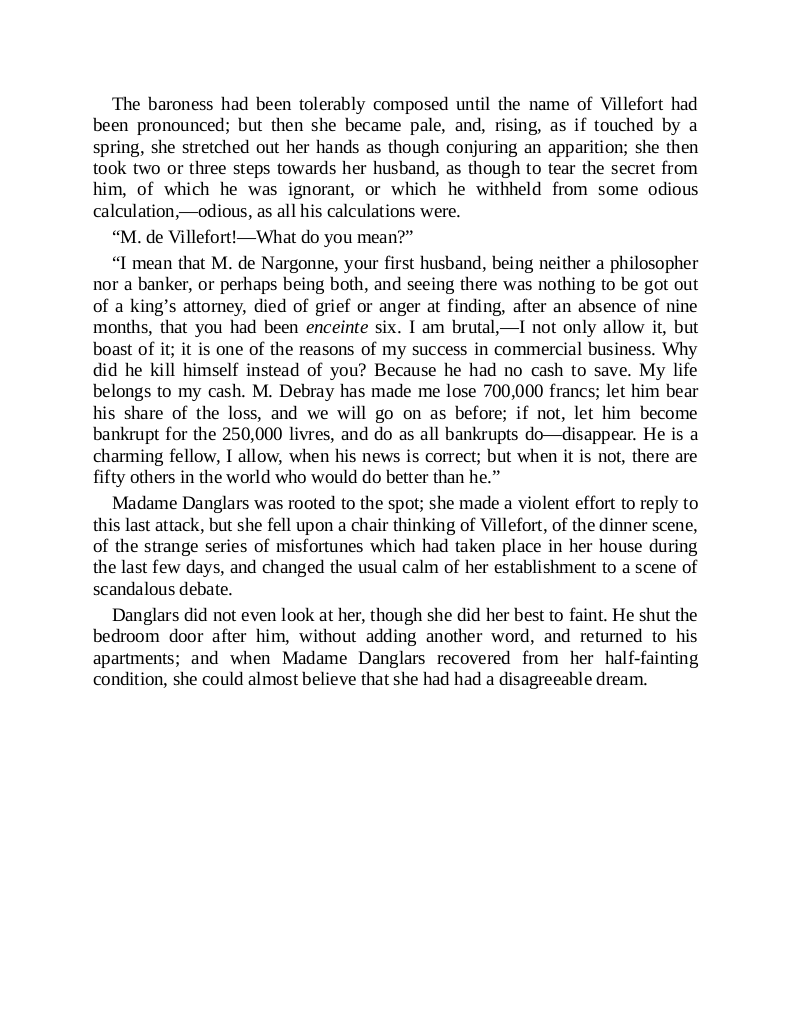 The baroness had been tolerably composed until the name of Villefort had
been pronounced; but then she became pale, and, rising, as if touched by a
spring, she stretched out her hands as though conjuring an apparition; she then
took two or three steps towards her husband, as though to tear the secret from
him, of which he was ignorant, or which he withheld from some odious
calculation,—odious, as all his calculations were.
“M. de Villefort!—What do you mean?”
“I mean that M. de Nargonne, your first husband, being neither a philosopher
nor a banker, or perhaps being both, and seeing there was nothing to be got out
of a king’s attorney, died of grief or anger at finding, after an absence of nine
months, that you had been enceinte six. I am brutal,—I not only allow it, but
boast of it; it is one of the reasons of my success in commercial business. Why
did he kill himself instead of you? Because he had no cash to save. My life
belongs to my cash. M. Debray has made me lose 700,000 francs; let him bear
his share of the loss, and we will go on as before; if not, let him become
bankrupt for the 250,000 livres, and do as all bankrupts do—disappear. He is a
charming fellow, I allow, when his news is correct; but when it is not, there are
fifty others in the world who would do better than he.”
Madame Danglars was rooted to the spot; she made a violent effort to reply to
this last attack, but she fell upon a chair thinking of Villefort, of the dinner scene,
of the strange series of misfortunes which had taken place in her house during
the last few days, and changed the usual calm of her establishment to a scene of
scandalous debate.
Danglars did not even look at her, though she did her best to faint. He shut the
bedroom door after him, without adding another word, and returned to his
apartments; and when Madame Danglars recovered from her half-fainting
condition, she could almost believe that she had had a disagreeable dream.